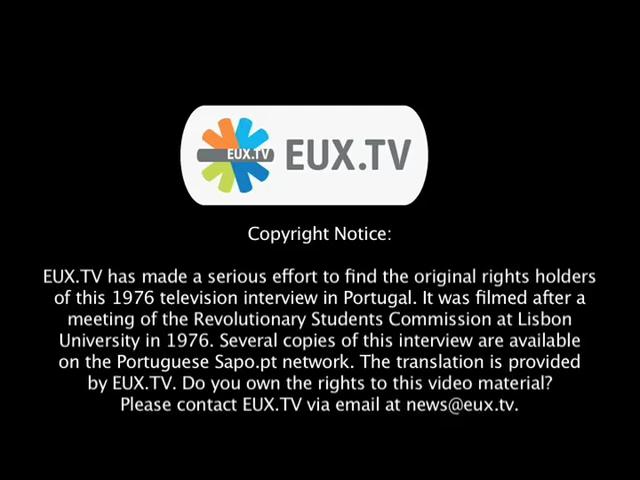 EUX.TV EUX.TV
Copyright Notice:
EUX.TV has made a serious effort to find the original rights holders
of this 1976 television interview in Portugal. It was filmed after a
meeting of the Revolutionary Students Commission at Lisbon
University in 1976. Several copies of this interview are available
on the Portuguese Sapo.pt network. The translation is provided
by EUX.TV. Do you own the rights to this video material?
Please contact EUX.TV via email at news@eux.tv.